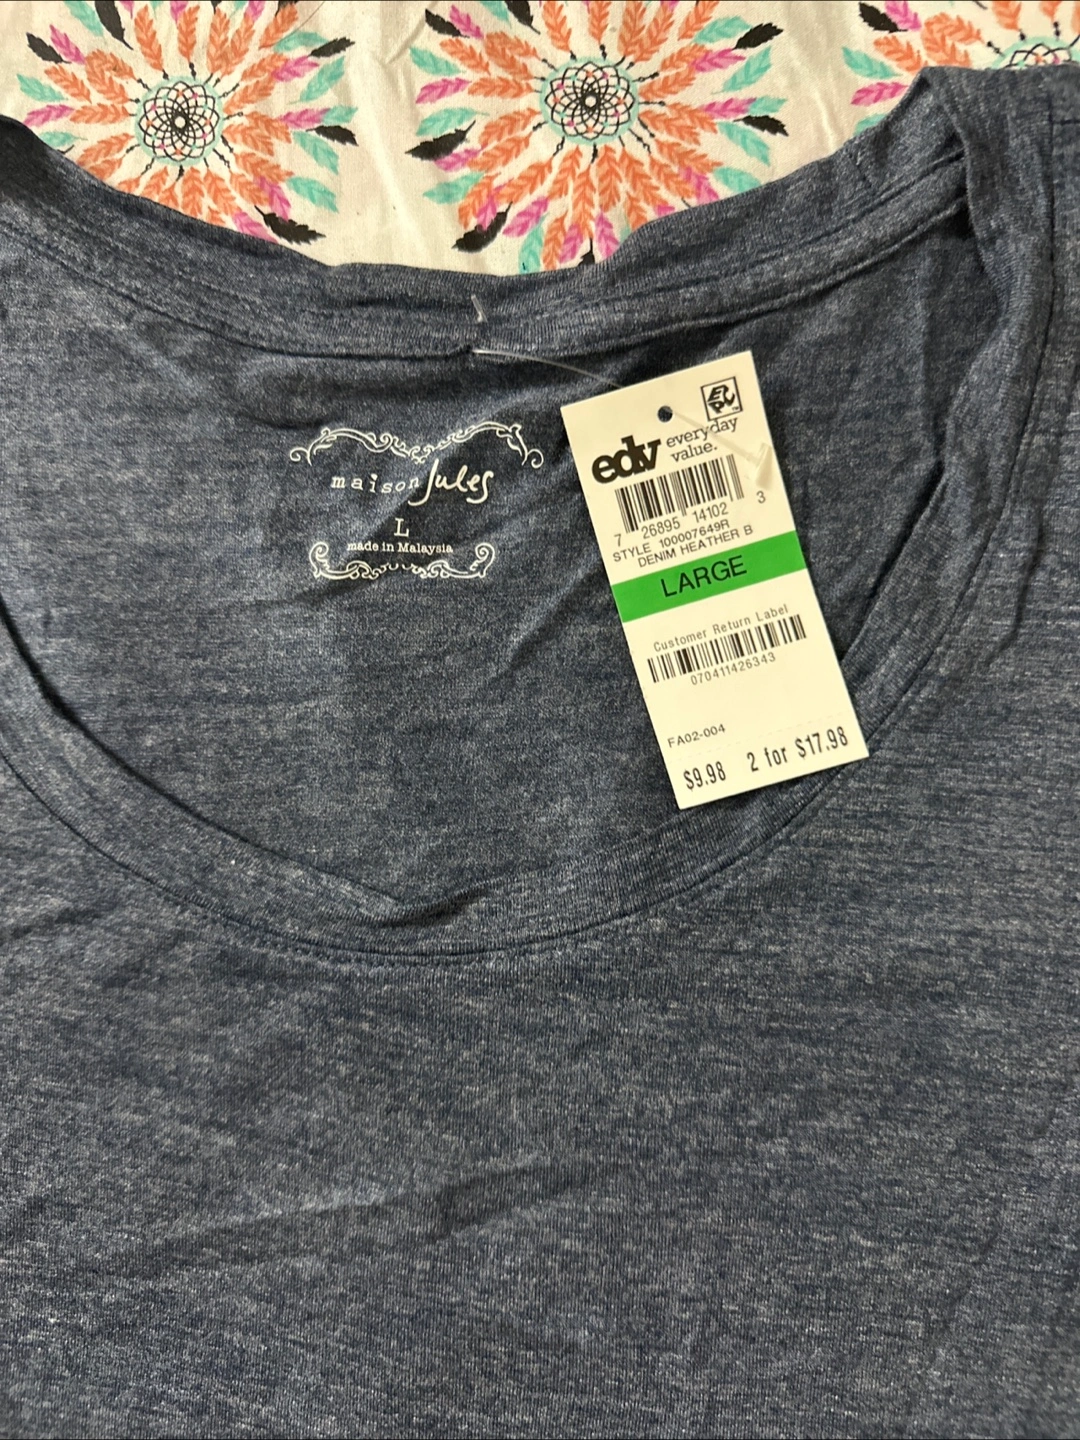 maison Jules
L
made in Malaysia
edv everyday
value.
7 26895 14102 3
STYLE 100007649R
DENIM HEATHER B
LARGE
Customer Return Label
070411426343
FA02-004
$9.98 2 for $17.98